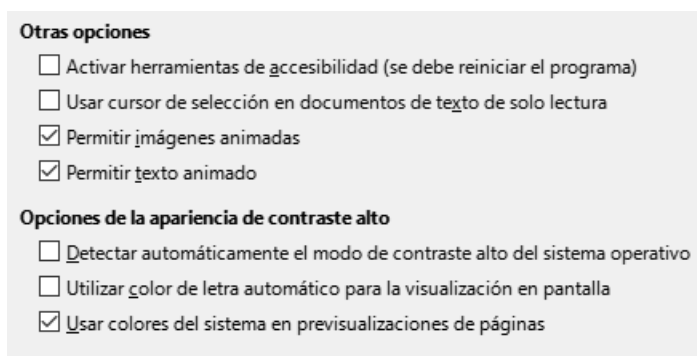 Otras opciones
Activar herramientas de accesibilidad (se debe reiniciar el programa)
Usar cursor de selección en documentos de texto de solo lectura
Permitir imágenes animadas
Permitir texto animado
Opciones de la apariencia de contraste alto
Detectar automáticamente el modo de contraste alto del sistema operativo
Utilizar color de letra automático para la visualización en pantalla
Usar colores del sistema en previsualizaciones de páginas